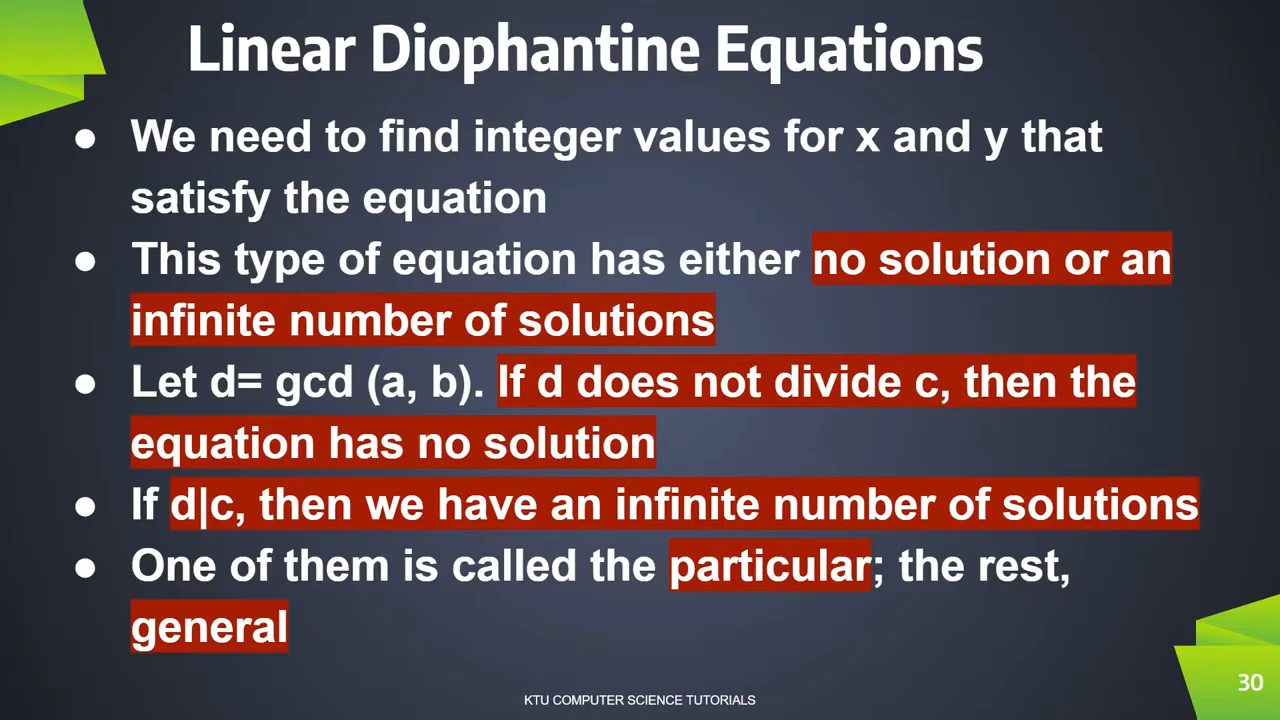 Linear Diophantine Equations
● We need to find integer values for x and y that
satisfy the equation
● This type of equation has either no solution or an
infinite number of solutions
● Let d= gcd (a, b). If d does not divide c, then the
equation has no solution
● If d|c, then we have an infinite number of solutions
● One of them is called the particular; the rest,
general
KTU COMPUTER SCIENCE TUTORIALS
30